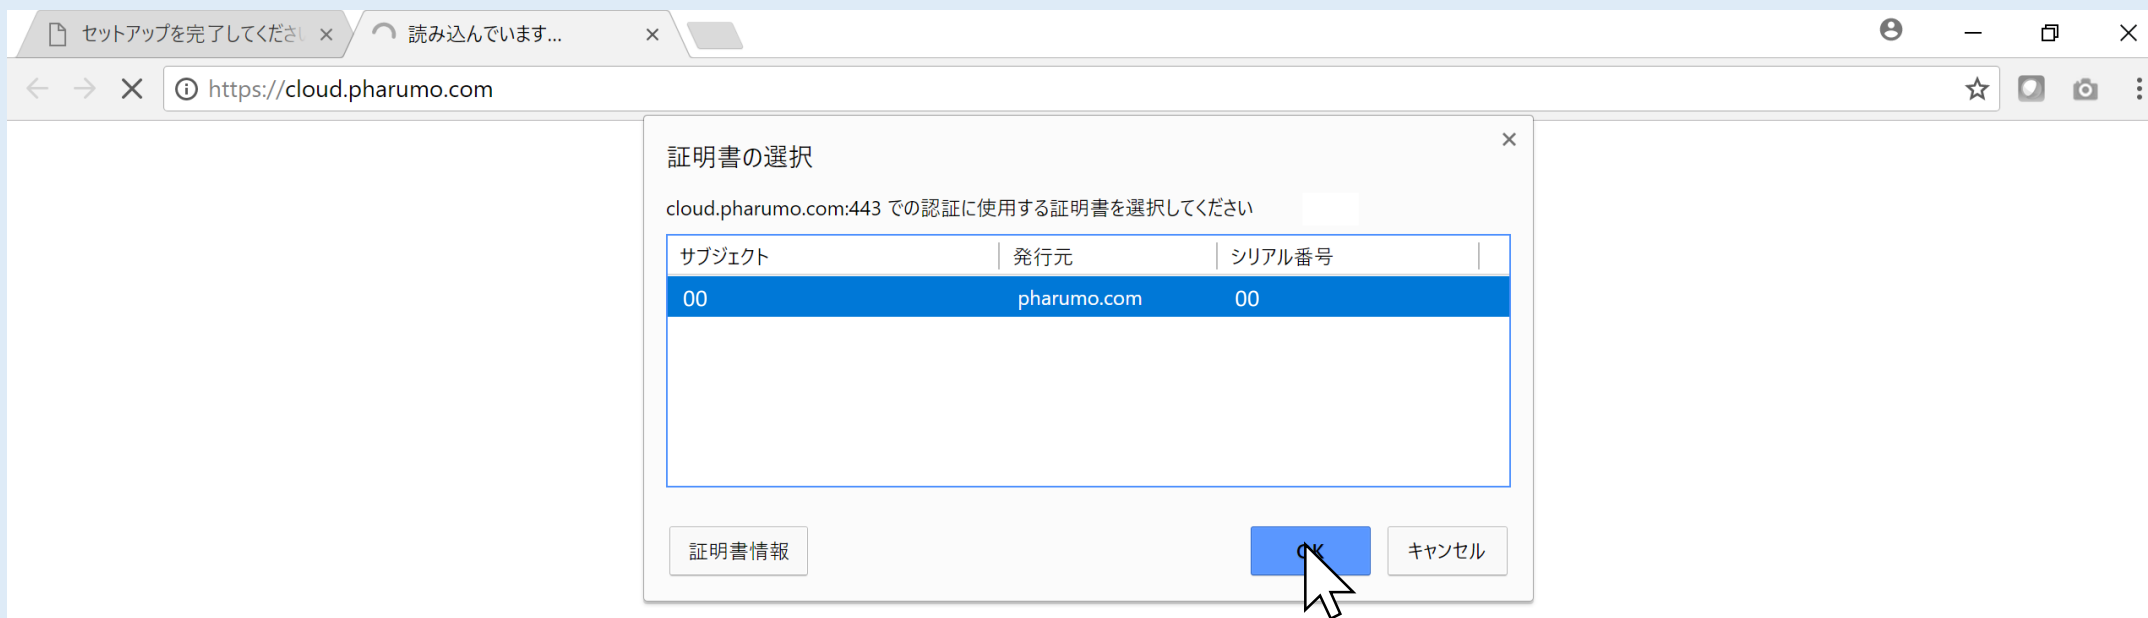 セットアップを完了してくださ
読み込んでいます...
https://cloud.pharumo.com
証明書の選択
cloud.pharumo.com:443 での認証に使用する証明書を選択してください
サブジェクト 発行元 シリアル番号
00 pharumo.com 00
証明書情報 OK キャンセル